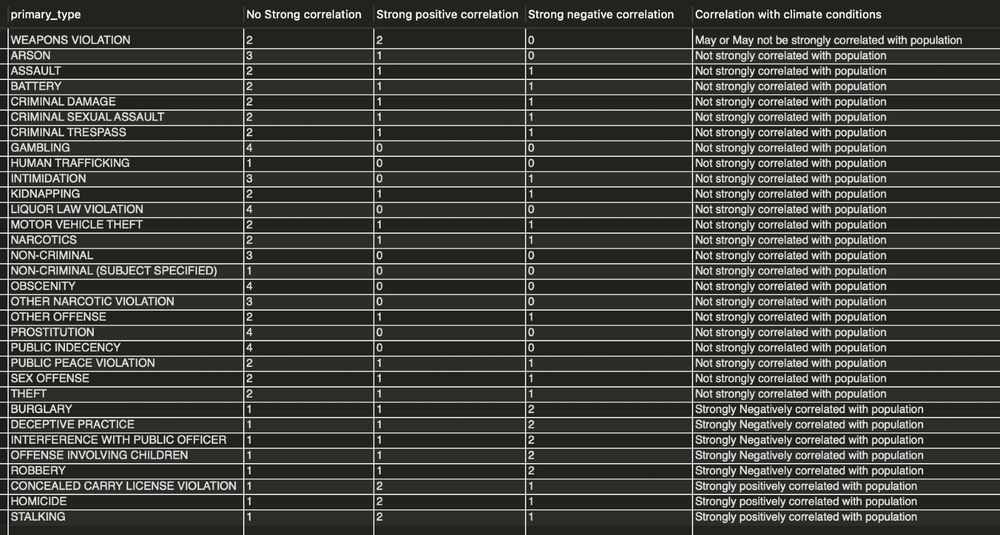 primary_type No Strong correlation Strong positive correlation Strong negative correlation Correlation with climate conditions
WEAPONS VIOLATION 2 2 0 May or May not be strongly correlated with population
ARSON 3 1 0 Not strongly correlated with population
ASSAULT 2 1 1 Not strongly correlated with population
BATTERY 2 1 1 Not strongly correlated with population
CRIMINAL DAMAGE 2 1 1 Not strongly correlated with population
CRIMINAL SEXUAL ASSAULT 2 1 1 Not strongly correlated with population
CRIMINAL TRESPASS 2 1 1 Not strongly correlated with population
GAMBLING 4 0 0 Not strongly correlated with population
HUMAN TRAFFICKING 1 0 0 Not strongly correlated with population
INTIMIDATION 3 0 1 Not strongly correlated with population
KIDNAPPING 2 1 1 Not strongly correlated with population
LIQUOR LAW VIOLATION 4 0 0 Not strongly correlated with population
MOTOR VEHICLE THEFT 2 1 1 Not strongly correlated with population
NARCOTICS 2 1 1 Not strongly correlated with population
NON-CRIMINAL 3 0 0 Not strongly correlated with population
NON-CRIMINAL (SUBJECT SPECIFIED) 1 0 0 Not strongly correlated with population
OBSCENITY 4 0 0 Not strongly correlated with population
OTHER NARCOTIC VIOLATION 3 0 0 Not strongly correlated with population
OTHER OFFENSE 2 1 1 Not strongly correlated with population
PROSTITUTION 4 0 0 Not strongly correlated with population
PUBLIC INDECENCY 4 0 0 Not strongly correlated with population
PUBLIC PEACE VIOLATION 2 1 1 Not strongly correlated with population
SEX OFFENSE 2 1 1 Not strongly correlated with population
THEFT 2 1 1 Not strongly correlated with population
BURGLARY 1 1 2 Strongly Negatively correlated with population
DECEPTIVE PRACTICE 1 1 2 Strongly Negatively correlated with population
INTERFERENCE WITH PUBLIC OFFICER 1 1 2 Strongly Negatively correlated with population
OFFENSE INVOLVING CHILDREN 1 1 2 Strongly Negatively correlated with population
ROBBERY 1 1 2 Strongly Negatively correlated with population
CONCEALED CARRY LICENSE VIOLATION 1 2 1 Strongly positively correlated with population
HOMICIDE 1 2 1 Strongly positively correlated with population
STALKING 1 2 1 Strongly positively correlated with population